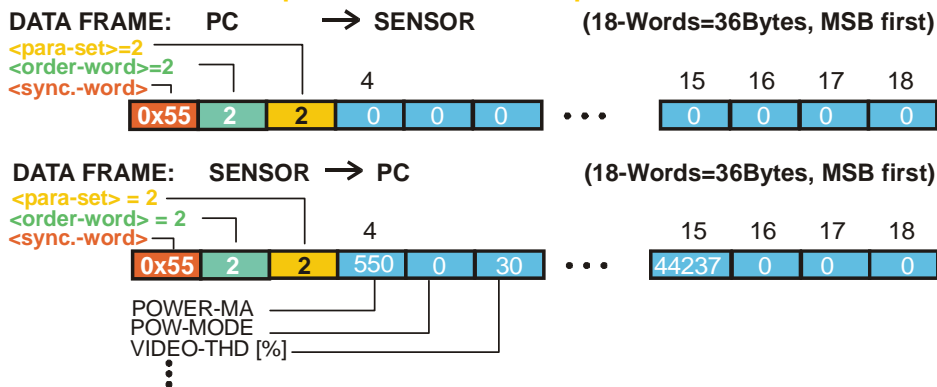 DATA FRAME: PC → SENSOR (18-Words=36Bytes, MSB first)
<para-set>=2
<order-word>=2
<sync.-word>
4 15 16 17 18
0x55 2 2 0 0 0 ••• 0 0 0 0
DATA FRAME: SENSOR → PC (18-Words=36Bytes, MSB first)
<para-set> = 2
<order-word> = 2
<sync.-word>
4 15 16 17 18
0x55 2 2 550 0 30 ••• 44237 0 0 0
POWER-MA
POW-MODE
VIDEO-THD [%]